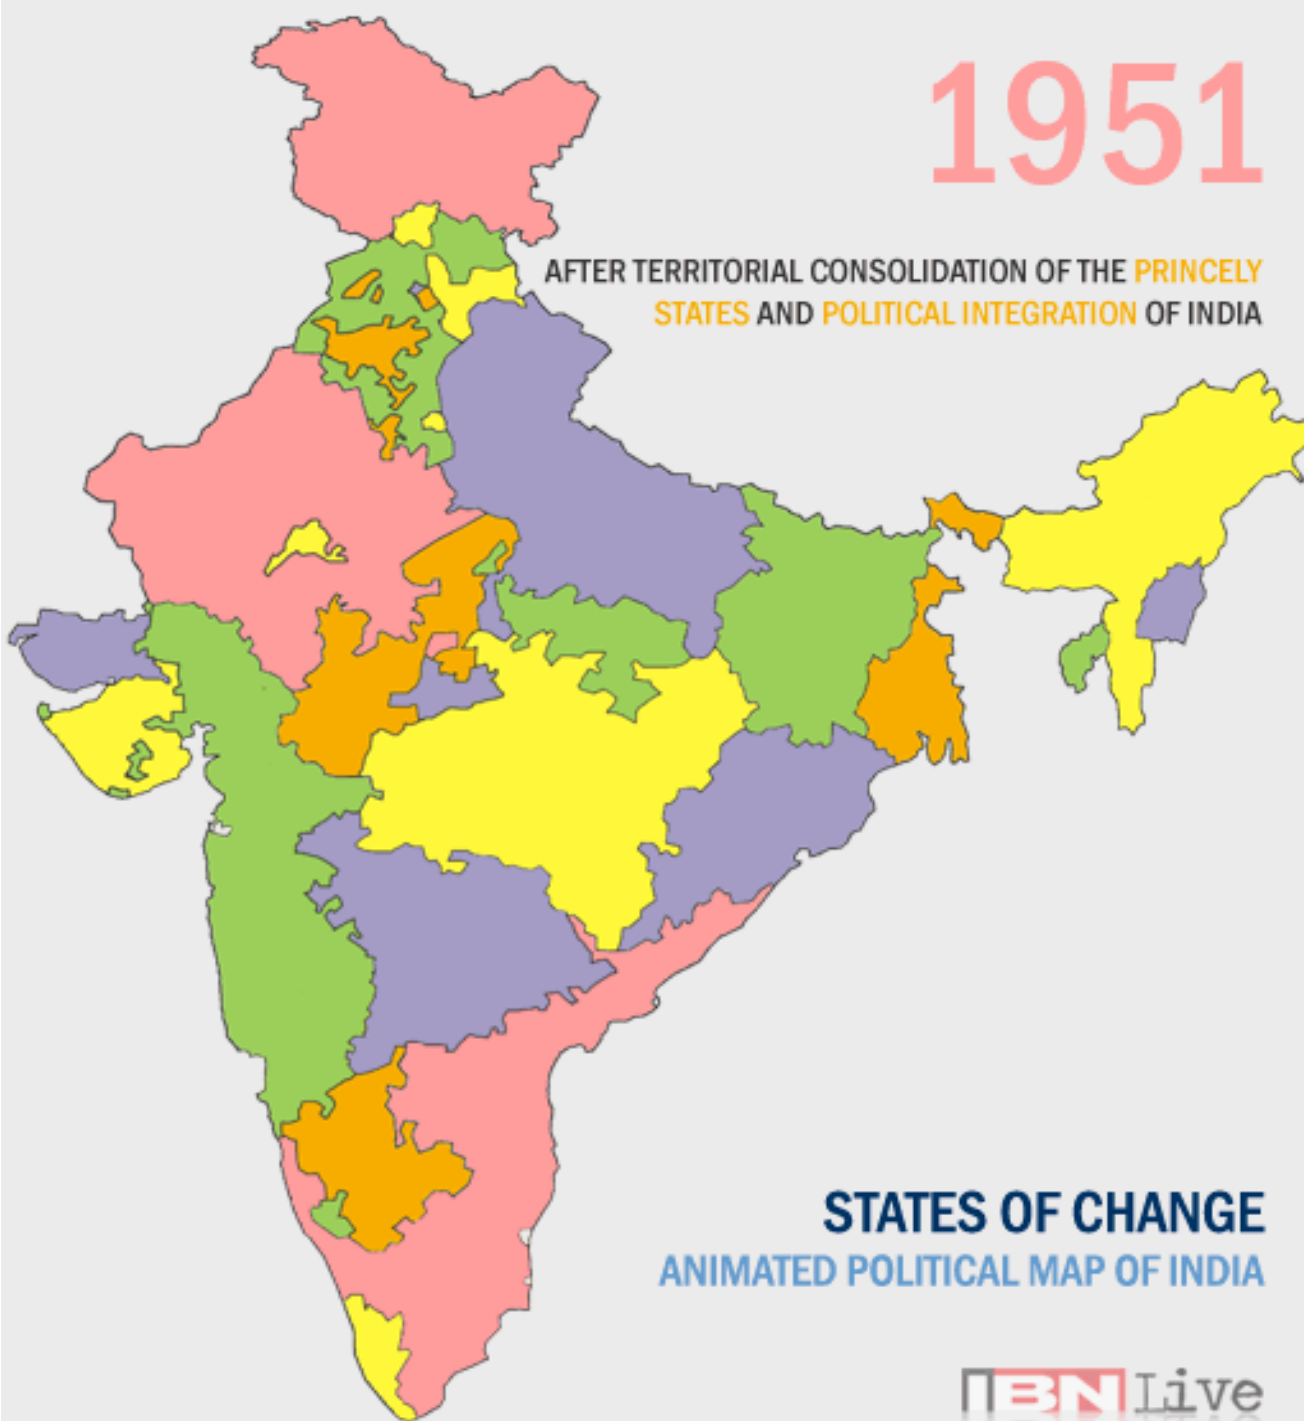 1951
AFTER TERRITORIAL CONSOLIDATION OF THE PRINCELY
STATES AND POLITICAL INTEGRATION OF INDIA
STATES OF CHANGE
ANIMATED POLITICAL MAP OF INDIA
IBN Live